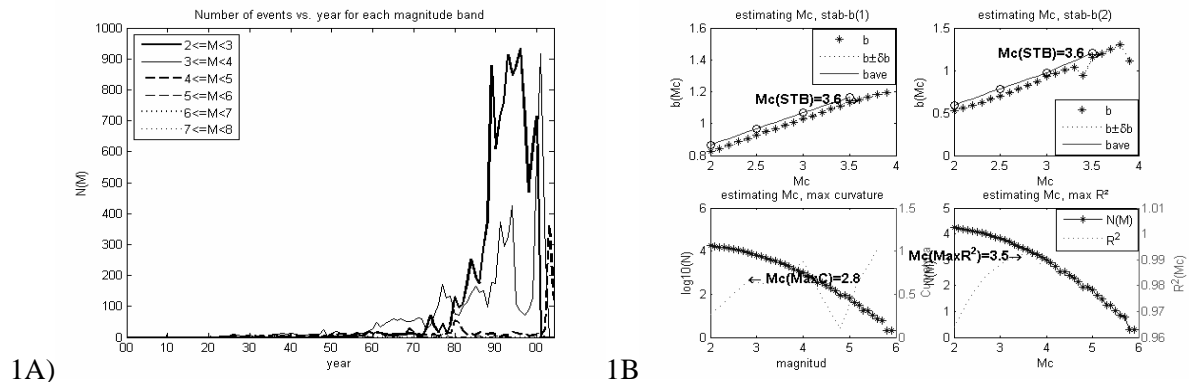 Number of events vs. year for each magnitude band
1000
900
800
700
600
500
400
300
200
100
0
N(M)
2<=M<3
3<=M<4
4<=M<5
5<=M<6
6<=M<7
7<=M<8
00 10 20 30 40 50 60 70 80 90 00
year
1A)
estimating Mc, stab-b(1)
1.8
1.6
1.4
1.2
1
0.8
b(Mc)
b
b±δb
bave
Mc(STB)=3.6
2 2.5 3 3.5 4
Mc
estimating Mc, stab-b(2)
1.5
1
0.5
0
b(Mc)
Mc(STB)=3.6
b
b±δb
bave
2 2.5 3 3.5 4
Mc
estimating Mc, max curvature
6
4
2
0
log10(N)
Mc(MaxC)=2.8
1.5
1
0.5
0
2 3 4 5 6
magnitud
estimating Mc, max R²
5
4
3
2
1
0
N(M)
N(M)
R²
Mc(MaxR²)=3.5
1.01
1
0.99
0.98
0.97
0.96
R²(Mc)
2 3 4 5 6
Mc
1B